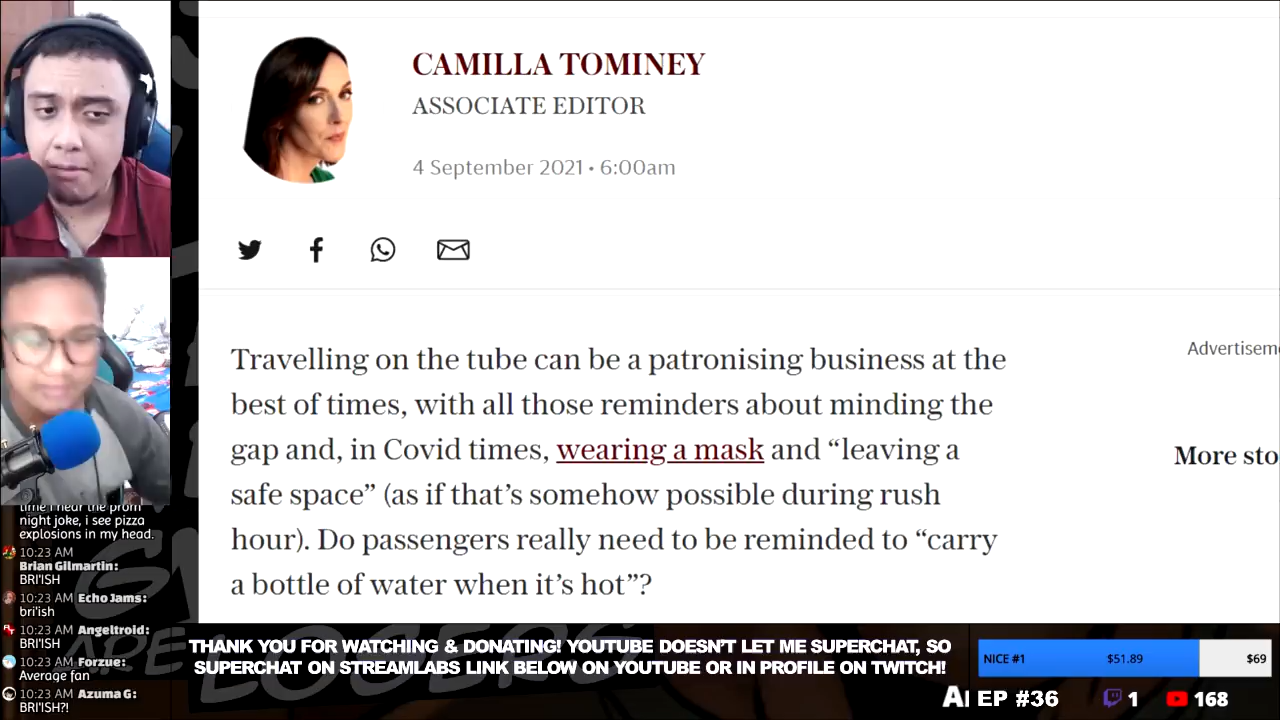 CAMILLA TOMINEY
ASSOCIATE EDITOR
4 September 2021 • 6:00am
Travelling on the tube can be a patronising business at the
best of times, with all those reminders about minding the
gap and, in Covid times, wearing a mask and “leaving a
safe space” (as if that’s somehow possible during rush
hour). Do passengers really need to be reminded to “carry
a bottle of water when it’s hot”?
Advertisem
More sto
time I hear the prom
night joke, i see pizza
explosions in my head.
10:23 AM
Brian Gilmartin:
BRI'ISH
10:23 AM Echo Jams:
bri'ish
10:23 AM Angeltroid:
BRI'ISH
10:23 AM Forzue:
Average fan
10:23 AM Azuma G:
BRI'ISH?!
LOSERS
THANK YOU FOR WATCHING & DONATING! YOUTUBE DOESN'T LET ME SUPERCHAT, SO
SUPERCHAT ON STREAMLABS LINK BELOW ON YOUTUBE OR IN PROFILE ON TWITCH!
NICE #1 $51.89 $69
EP #36 1 168